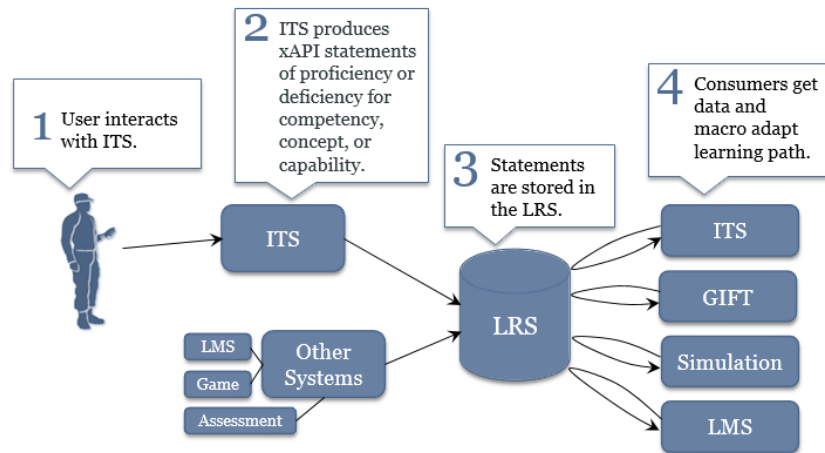 1
User interacts
with ITS.
2
ITS produces
xAPI statements
of proficiency or
deficiency for
competency,
concept, or
capability.
3
Statements
are stored in
the LRS.
4
Consumers get
data and
macro adapt
learning path.
ITS
LMS
Game
Assessment
Other
Systems
LRS
ITS
GIFT
Simulation
LMS